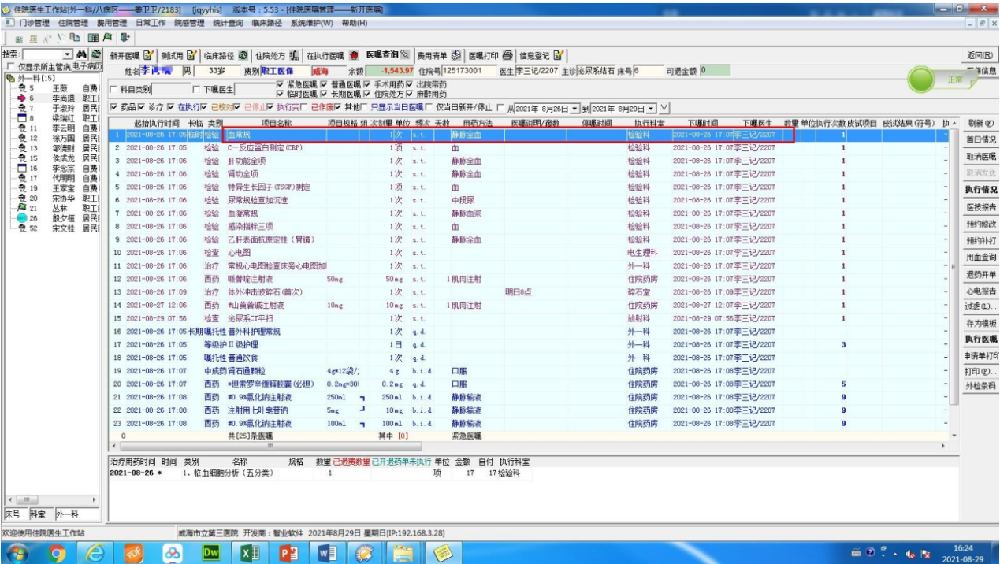 住院医生工作站[外一科//八病区——姜卫卫/2183] [jqyyhis] 版本号:5.53 - [住院医嘱管理——新开医嘱]
门诊管理 住院管理 费用管理 日常工作 院感管理 统计查询 临床路径 系统维护(W) 帮助(H)
搜索:
新开医嘱 测试用 临床路径 住院处方 在执行医嘱 医嘱查询 费用清单 医嘱打印 信息登记 返回(R)
仅显示所主管病 电子病历
姓名 李 男 33岁 费别 职工医保 威海 余额 -1,543.97 住院号 125173001 医生 李三记/2207 主诊 泌尿系结石 床号 6 可退金额 0
正常
科目类别 下嘱医生 紧急医嘱 普通医嘱 手术用药 出院带药
临时医嘱 长期医嘱 住院处方 麻醉用药
药品 诊疗 在执行 已校对 已停止 执行完 已作废 其他 只显示当日医嘱 仅当日新开/停止 从 2021年 8月26日 到 2021年 8月29日 V
外一科[15]
5 王薇 自费
6 李尚琨 职工
7 于淑玲 居民
8 梁瑞红 职工
11 李云明 自费
12 徐万国 居民
13 邹德财 居民
15 侯成龙 居民
16 李念宗 自费
17 代明明 自费
19 王家宝 自费
20 宋协华 职工
21 丛林 职工
26 殷夕桓 居民
52 宋文桂 居民
起始执行时间 长临 类别 项目名称 项目规格 组 次剂量 单位 频次 天数 用药方法 医嘱说明/滴数 停嘱时间 执行科室 下嘱时间 下嘱医生 数量 单位 执行次数 皮试项目 皮试结果(符号) 执
1 2021-08-26 17:05 临时 检验 血常规 1次 s.t. 静脉全血 检验科 2021-08-26 17:07 李三记/2207 1
2 2021-08-26 17:05 检验 C-反应蛋白测定(CRP) 1项 s.t. 血 检验科 2021-08-26 17:07 李三记/2207 1
3 2021-08-26 17:06 检验 肝功能全项 1次 s.t. 静脉全血 检验科 2021-08-26 17:07 李三记/2207 1
4 2021-08-26 17:06 检验 肾功全项 1次 s.t. 静脉全血 检验科 2021-08-26 17:07 李三记/2207 1
5 2021-08-26 17:06 检验 特异生长因子(TSGF)测定 1项 s.t. 血 检验科 2021-08-26 17:07 李三记/2207 1
6 2021-08-26 17:06 检验 尿常规检查加沉渣 1次 s.t. 中段尿 检验科 2021-08-26 17:07 李三记/2207 1
7 2021-08-26 17:06 检验 血凝常规 1次 s.t. 静脉血浆 检验科 2021-08-26 17:07 李三记/2207 1
8 2021-08-26 17:06 检验 感染指标三项 1次 s.t. 血 检验科 2021-08-26 17:07 李三记/2207 1
9 2021-08-26 17:06 检验 乙肝表面抗原定性(胃镜) 1次 s.t. 静脉全血 检验科 2021-08-26 17:07 李三记/2207 1
10 2021-08-26 17:06 检查 心电图 1次 s.t. 电生理科 2021-08-26 17:07 李三记/2207 1
11 2021-08-26 17:06 治疗 常规心电图检查床旁心电图加 1次 s.t. 外一科 2021-08-26 17:07 李三记/2207 1
12 2021-08-26 17:06 西药 哌替啶注射液 50mg 50mg s.t. 1 肌肉注射 住院药房 2021-08-26 17:07 李三记/2207 1
13 2021-08-26 17:09 治疗 体外冲击波碎石(首次) 1次 s.t. 明日8点 碎石室 2021-08-26 17:07 李三记/2207 1
14 2021-08-27 12:06 西药 #山莨菪碱注射液 10mg 10mg s.t. 1 肌肉注射 住院药房 2021-08-27 12:07 李三记/2207 1
15 2021-08-29 07:56 检查 泌尿系CT平扫 1次 s.t. 放射科 2021-08-29 07:56 李三记/2207 1
16 2021-08-26 17:05 长期 嘱托性 普外科护理常规 1次 q.d. 外一科 2021-08-26 17:07 李三记/2207
17 2021-08-26 17:05 等级护 II级护理 1日 q.d. 外一科 2021-08-26 17:07 李三记/2207 3
18 2021-08-26 17:05 嘱托性 普通饮食 1次 q.d. 外一科 2021-08-26 17:07 李三记/2207
19 2021-08-26 17:07 中成药 肾石通颗粒 4g*12袋/; 4g b.i.d 口服 住院药房 2021-08-26 17:08 李三记/2207
20 2021-08-26 17:07 西药 *坦索罗辛缓释胶囊(必坦) 0.2mg*30 0.2mg q.d. 口服 住院药房 2021-08-26 17:08 李三记/2207 5
21 2021-08-26 17:08 西药 #0.9%氯化钠注射液 250ml ┓ 250ml b.i.d 静脉输液 住院药房 2021-08-26 17:08 李三记/2207 9
22 2021-08-26 17:08 西药 注射用七叶皂苷钠 5mg ┛ 10mg b.i.d 静脉输液 住院药房 2021-08-26 17:08 李三记/2207 9
23 2021-08-26 17:08 西药 #0.9%氯化钠注射液 100ml ┓ 100ml b.i.d 静脉输液 住院药房 2021-08-26 17:08 李三记/2207 9
0 共[25]条医嘱 其中 [0] 紧急医嘱
刷新(Z)
首日情况
取消医嘱
取消发送
执行情况
医技报告
预约修改
预约补打
用血查询
退药开单
心电报告
过滤(L)..
存为模板
执行医嘱
申请单打印
打印(P)..
外检条码
治疗用药时间 时间 类别 名称 规格 数量 已退费数量 已开退药单未执行 单位 金额 自付 执行科室
2021-08-26 * 1. 临血细胞分析(五分类) 1 项 17 17 检验科
床号 科室 外一科
欢迎使用住院医生工作站 威海市立第三医院 开发商:智业软件 2021年8月29日 星期日[IP:192.168.3.28]
16:24
2021-08-29